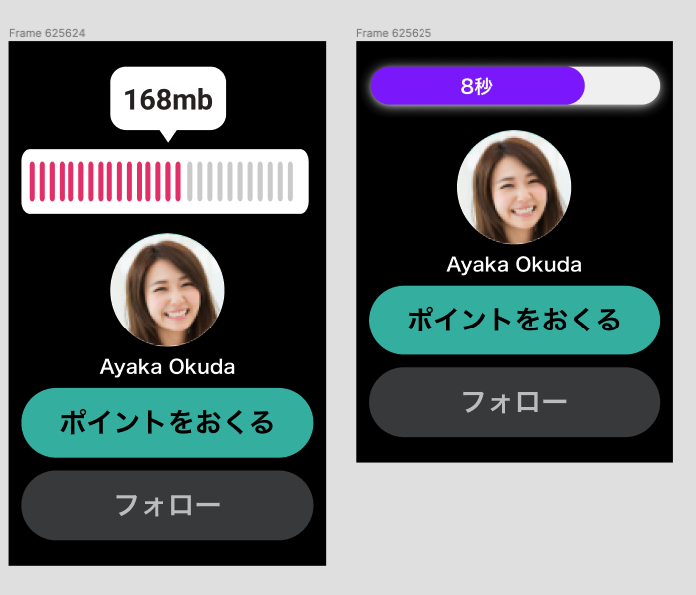 Frame 625624
168mb
Ayaka Okuda
ポイントをおくる
フォロー
Frame 625625
8秒
Ayaka Okuda
ポイントをおくる
フォロー